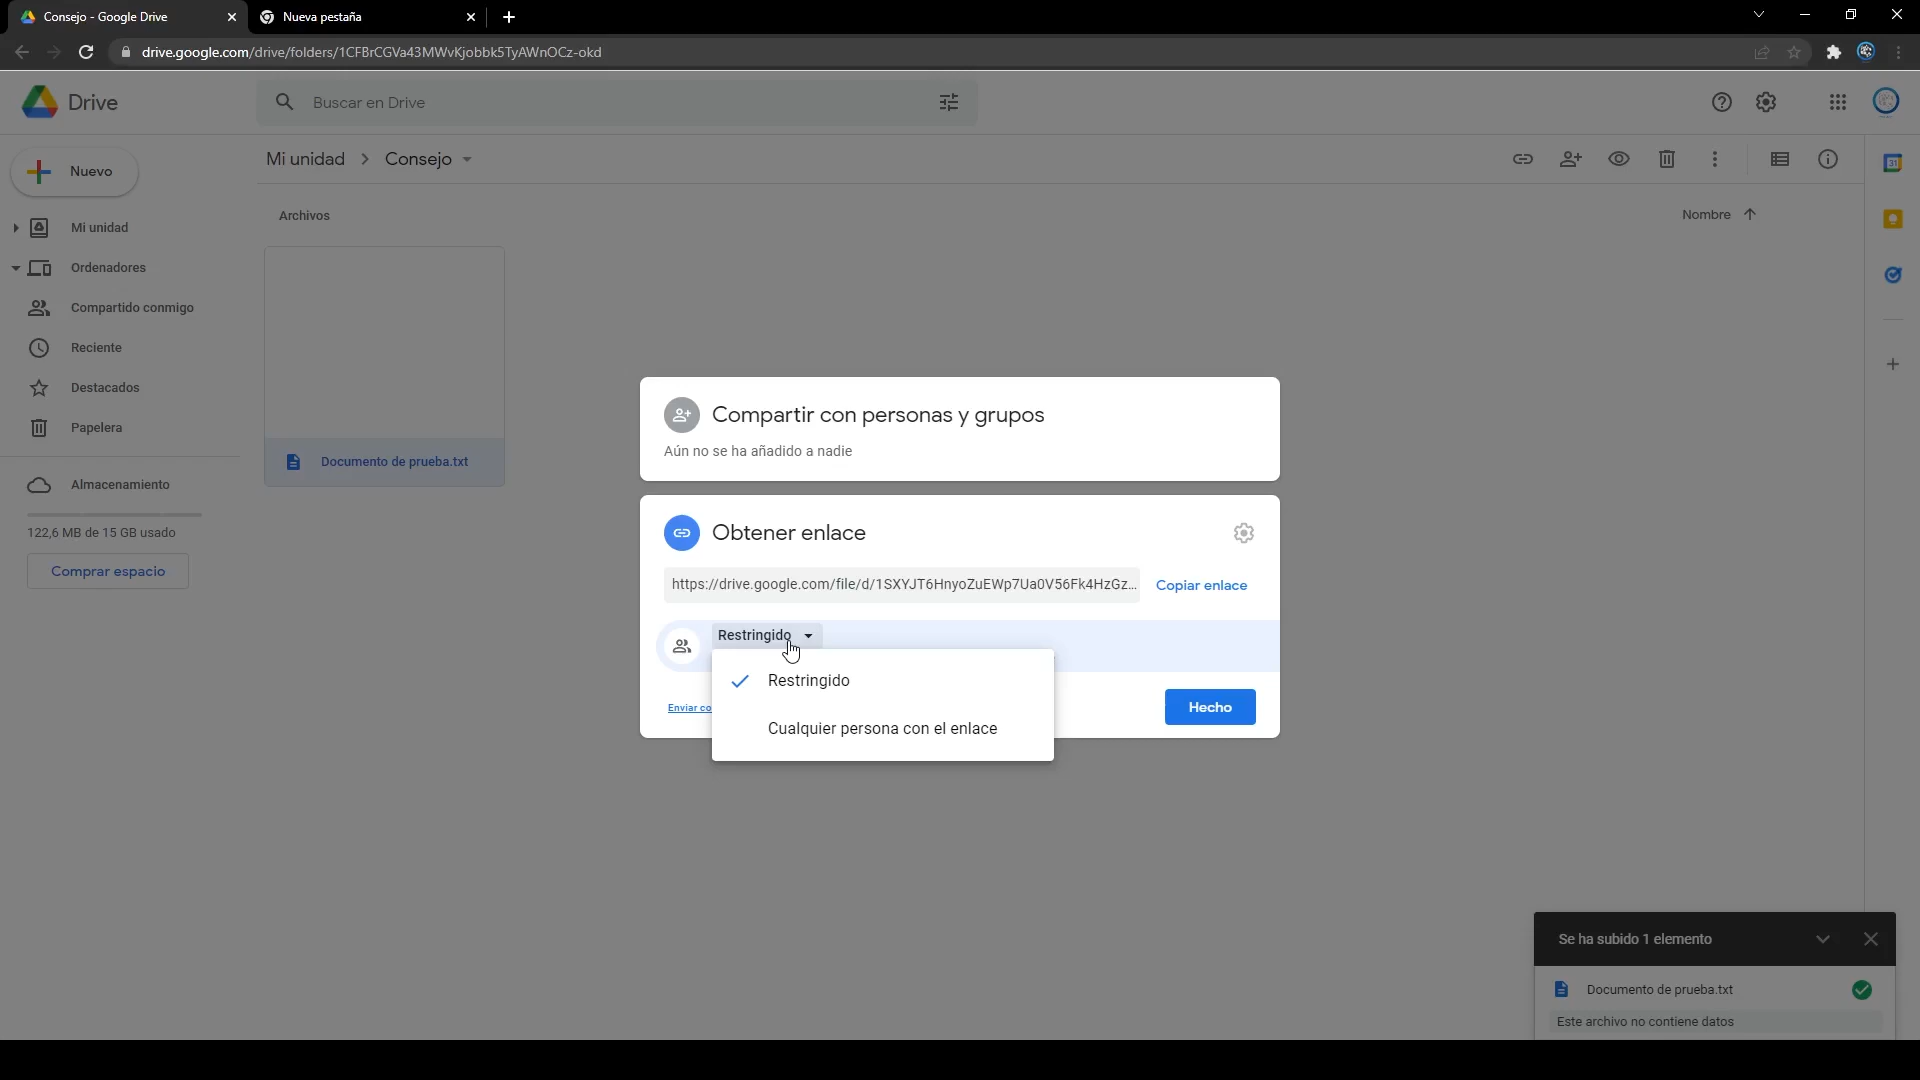 Consejo - Google Drive
Nueva pestaña
drive.google.com/drive/folders/1CFBrCGVa43MWvKjobbk5TyAWnOCz-okd
Drive
Buscar en Drive
Nuevo
Mi unidad
Consejo
Mi unidad
Ordenadores
Compartido conmigo
Reciente
Destacados
Papelera
Almacenamiento
122,6 MB de 15 GB usado
Comprar espacio
Archivos
Nombre
Documento de prueba.txt
Compartir con personas y grupos
Aún no se ha añadido a nadie
Obtener enlace
https://drive.google.com/file/d/1SXYJT6HnyoZuEWp7Ua0V56Fk4HzGz...
Copiar enlace
Restringido
Restringido
Cualquier persona con el enlace
Enviar co
Hecho
31
Se ha subido 1 elemento
Documento de prueba.txt
Este archivo no contiene datos